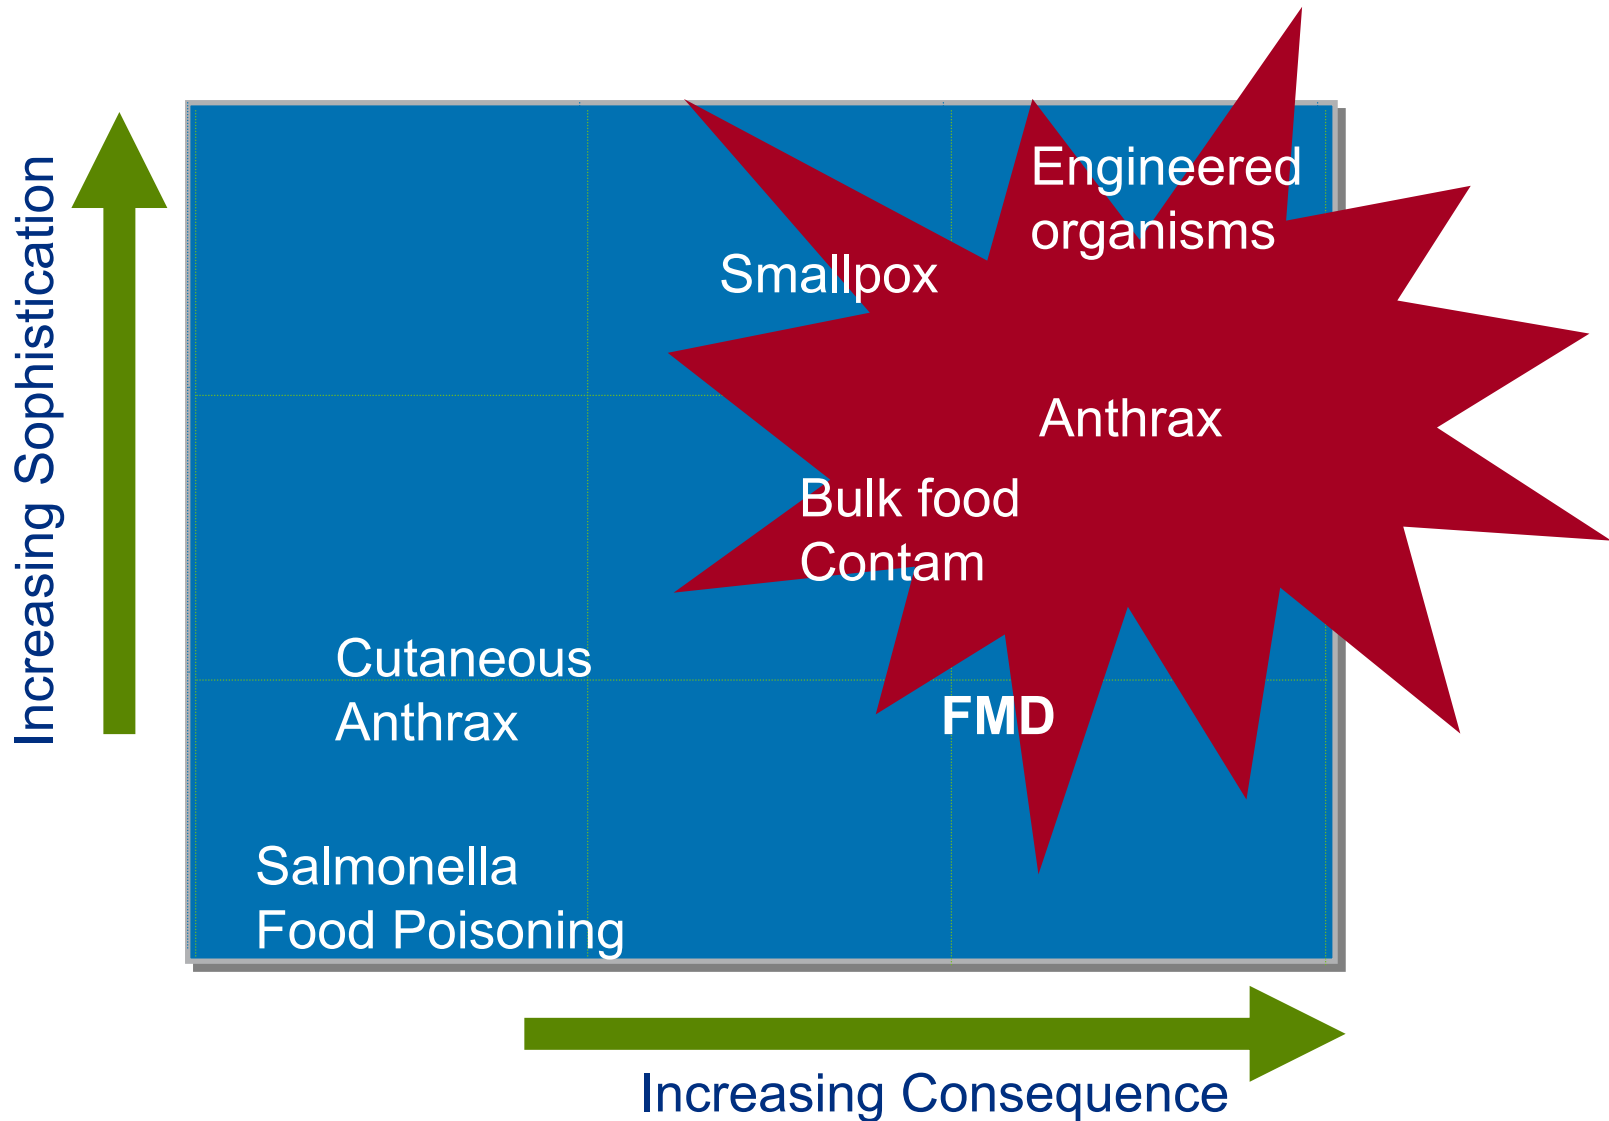 Increasing Sophistication
Engineered
organisms
Smallpox
Anthrax
Bulk food
Contam
Cutaneous
Anthrax
FMD
Salmonella
Food Poisoning
Increasing Consequence